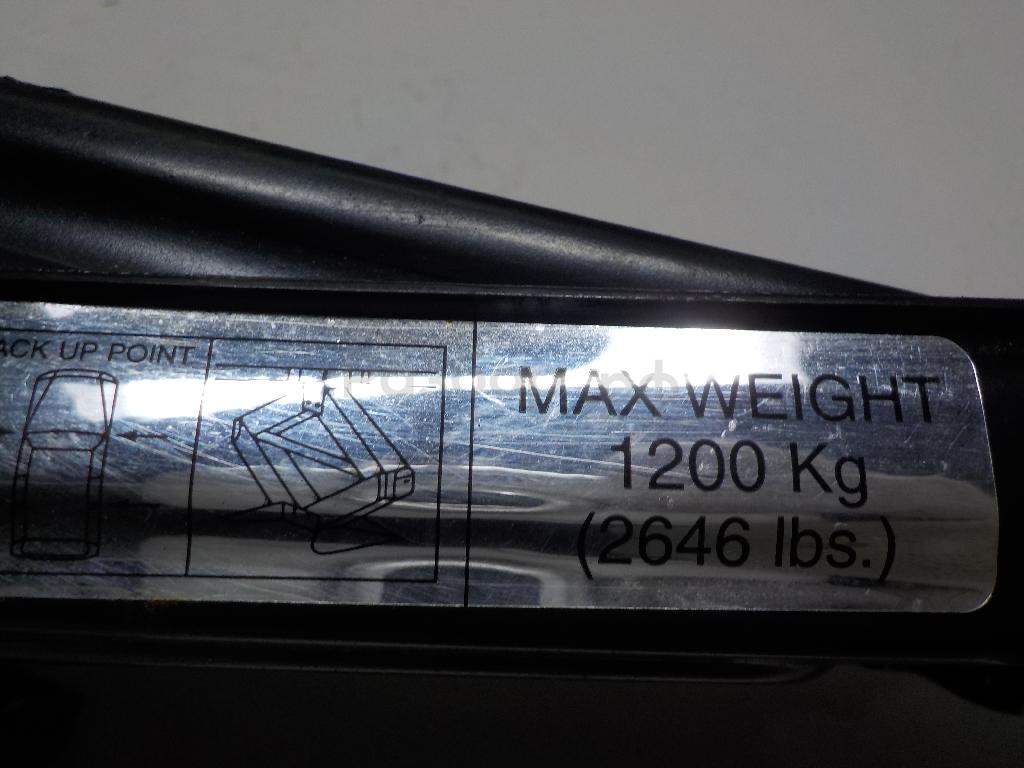 ACK UP POINT
MAX WEIGHT
1200 Kg
(2646 lbs.)